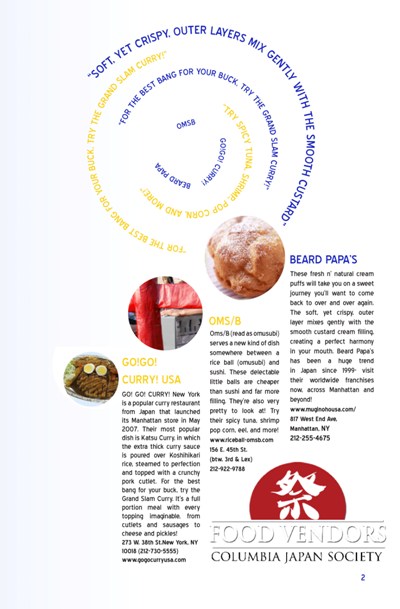 "SOFT, YET CRISPY, OUTER LAYERS MIX GENTLY WITH THE SMOOTH CUSTARD"
"FOR THE BEST BANG FOR YOUR BUCK, TRY THE GRAND SLAM CURRY!"
"FOR THE BEST BANG FOR YOUR BUCK, TRY THE GRAND SLAM CURRY!"
"TRY SPICY TUNA, SHRIMP, POP CORN, AND MORE!"
OMSB
GO!GO! CURRY!
BEARD PAPA
BEARD PAPA'S
These fresh n' natural cream
puffs will take you on a sweet
journey you'll want to come
back to over and over again.
The soft, yet crispy, outer
layer mixes gently with the
smooth custard cream filling,
creating a perfect harmony
in your mouth. Beard Papa's
has been a huge trend
in Japan since 1999- visit
their worldwide franchises
now, across Manhattan and
beyond!
www.muginohousa.com/
817 West End Ave,
Manhattan, NY
212-255-4675
OMS/B
Oms/B (read as omusubi)
serves a new kind of dish
somewhere between a
rice ball (omusubi) and
sushi. These delectable
little balls are cheaper
than sushi and far more
filling. They're also very
pretty to look at! Try
their spicy tuna, shrimp
pop corn, eel, and more!
www.riceball-omsb.com
156 E. 45th St.
(btw. 3rd & Lex)
212-922-9788
GO!GO!
CURRY! USA
GO! GO! CURRY! New York
is a popular curry restaurant
from Japan that launched
its Manhattan store in May
2007. Their most popular
dish is Katsu Curry, in which
the extra thick curry sauce
is poured over Koshihikari
rice, steamed to perfection
and topped with a crunchy
pork cutlet. For the best
bang for your buck, try the
Grand Slam Curry. It's a full
portion meal with every
topping imaginable, from
cutlets and sausages to
cheese and pickles!
273 W. 38th St.New York, NY
10018 (212-730-5555)
www.gogocurryusa.com
祭
FOOD VENDORS
COLUMBIA JAPAN SOCIETY
2